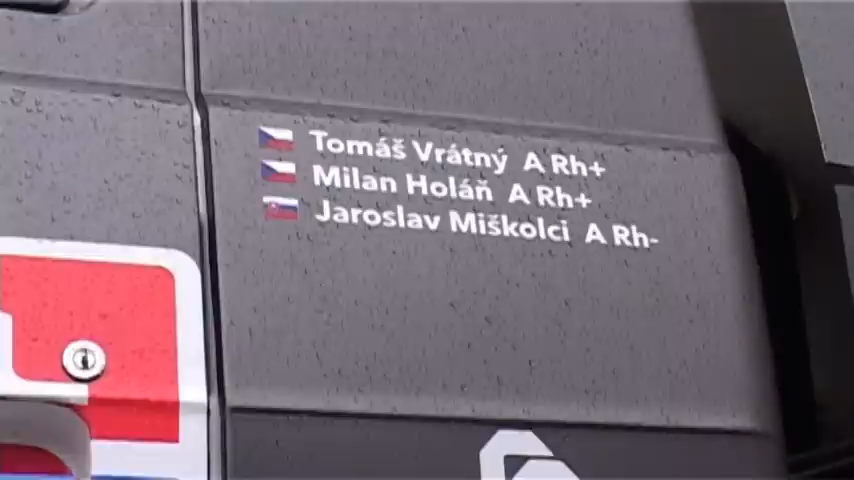 Tomáš Vrátný A Rh+
Milan Holáň A Rh+
Jaroslav Miškolci A Rh-